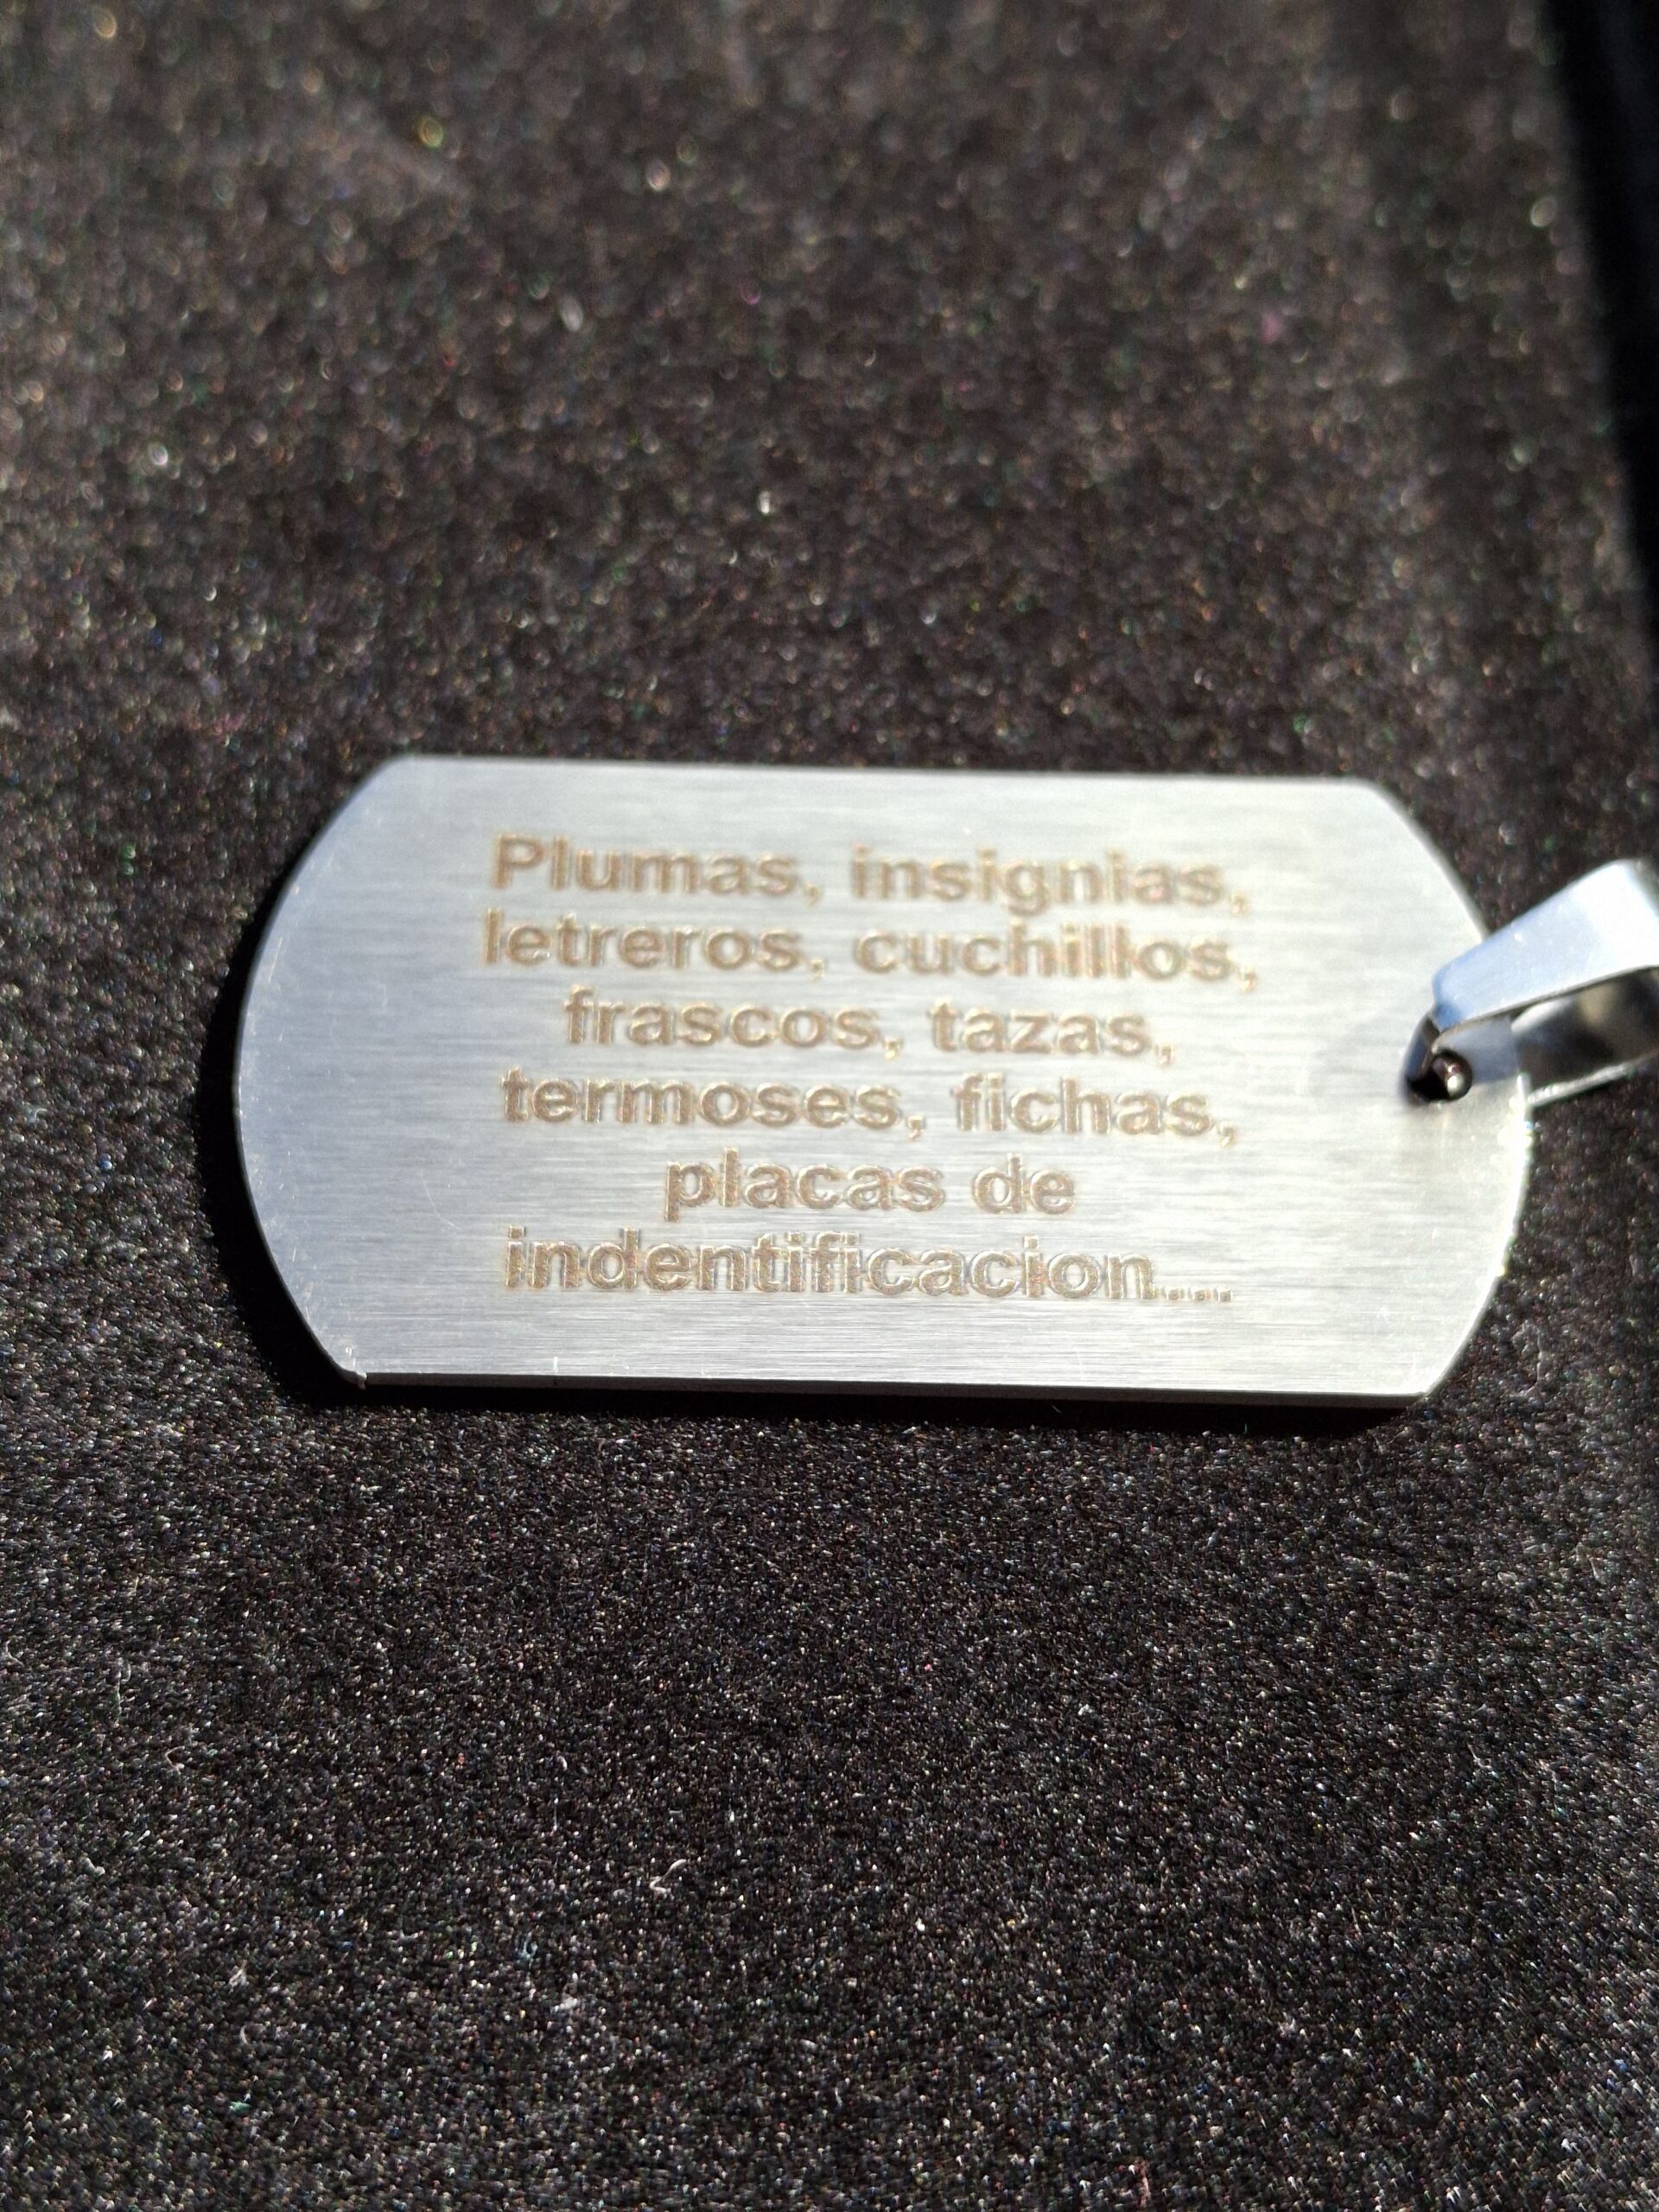 Plumas, insignias,
letreros, cuchillos,
frascos, tazas,
termoses, fichas,
placas de
indentificacion....